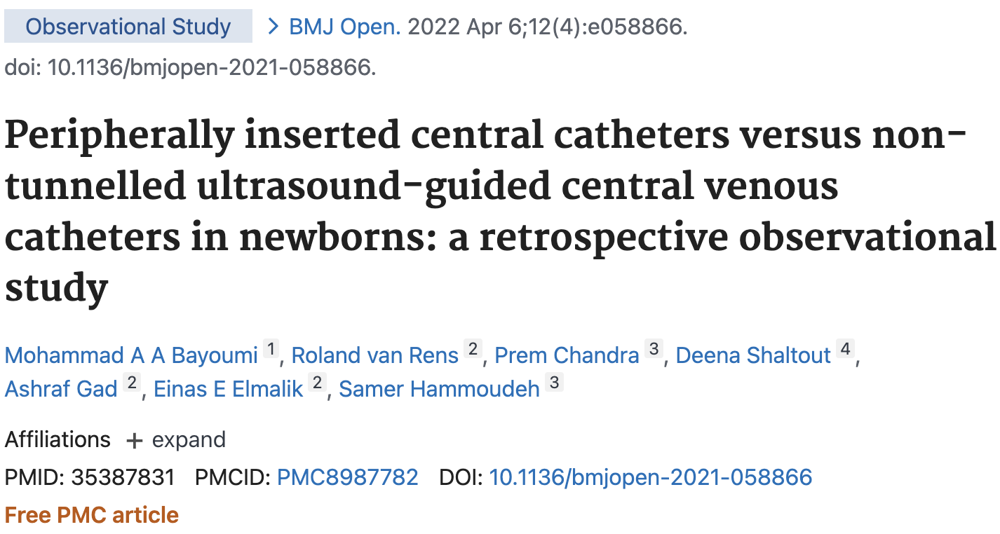 Observational Study > BMJ Open. 2022 Apr 6;12(4):e058866.
doi: 10.1136/bmjopen-2021-058866.
Peripherally inserted central catheters versus non-
tunnelled ultrasound-guided central venous
catheters in newborns: a retrospective observational
study
Mohammad A A Bayoumi 1, Roland van Rens 2, Prem Chandra 3, Deena Shaltout 4,
Ashraf Gad 2, Einas E Elmalik 2, Samer Hammoudeh 3
Affiliations + expand
PMID: 35387831 PMCID: PMC8987782 DOI: 10.1136/bmjopen-2021-058866
Free PMC article